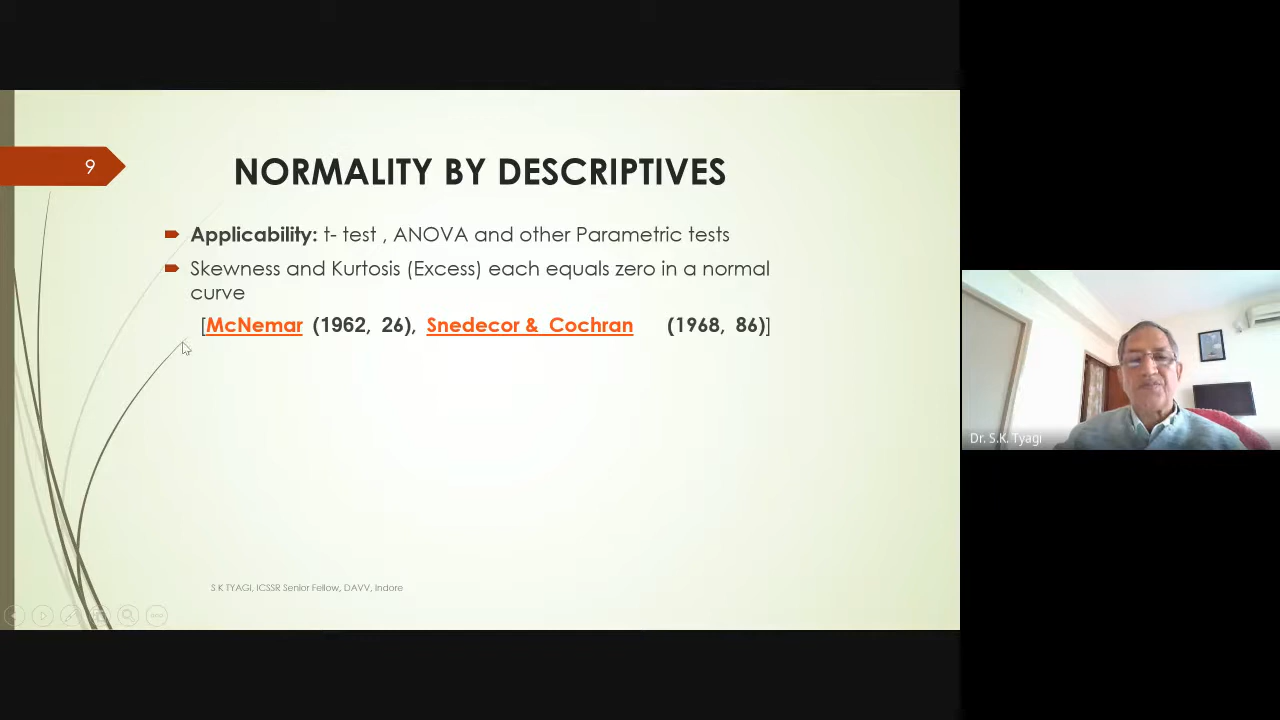 9
NORMALITY BY DESCRIPTIVES
Applicability: t- test , ANOVA and other Parametric tests
Skewness and Kurtosis (Excess) each equals zero in a normal
curve
[McNemar (1962, 26), Snedecor & Cochran (1968, 86)]
Dr. S.K. Tyagi
S K TYAGI, ICSSR Senior Fellow, DAVV, Indore